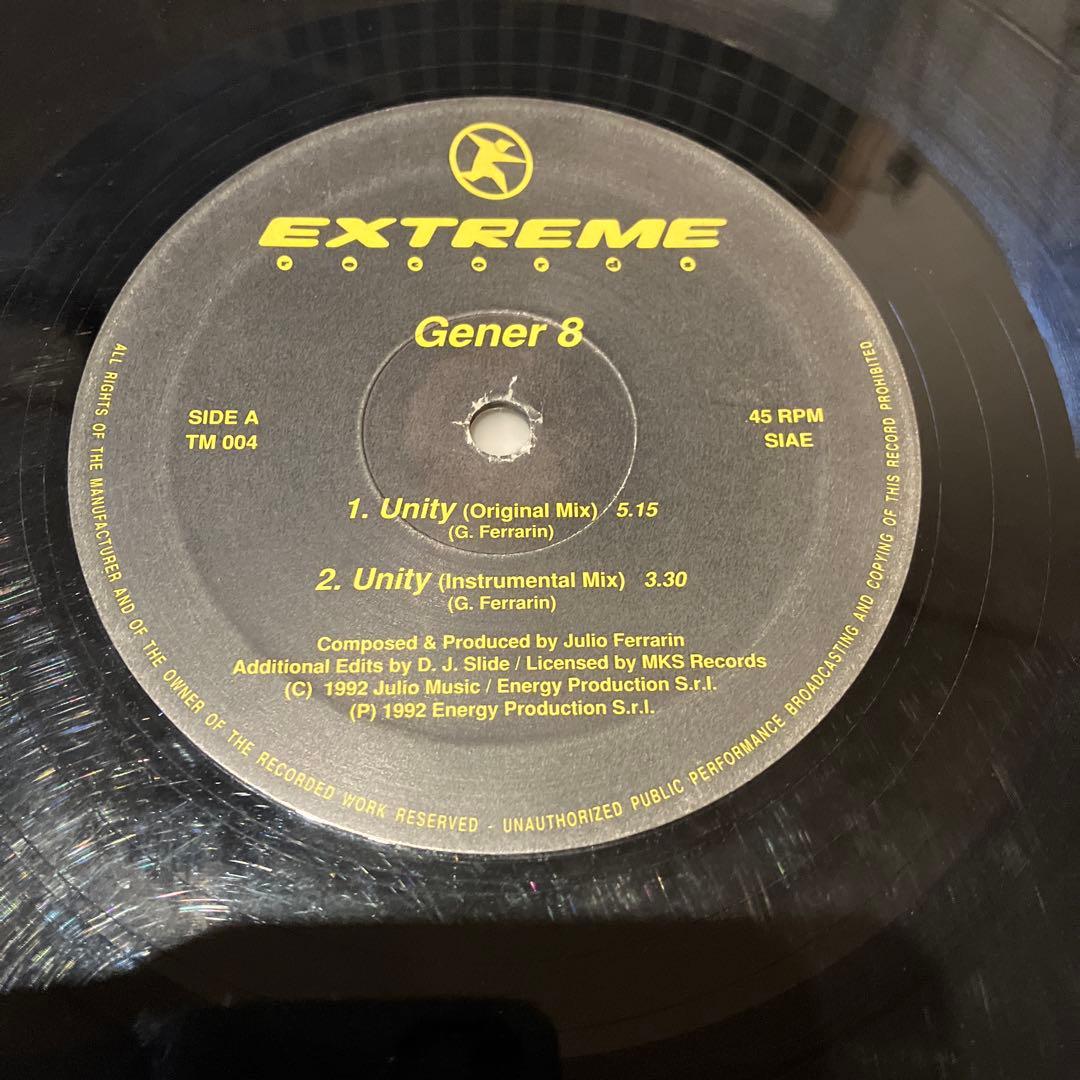 EXTREME
records
Gener 8
SIDE A
TM 004
45 RPM
SIAE
1. Unity (Original Mix) 5.15
(G. Ferrarin)
2. Unity (Instrumental Mix) 3.30
(G. Ferrarin)
Composed & Produced by Julio Ferrarin
Additional Edits by D. J. Slide / Licensed by MKS Records
(C) 1992 Julio Music / Energy Production S.r.l.
(P) 1992 Energy Production S.r.l.
ALL RIGHTS OF THE MANUFACTURER AND OF THE OWNER OF THE RECORDED WORK RESERVED - UNAUTHORIZED PUBLIC PERFORMANCE BROADCASTING AND COPYING OF THIS RECORD PROHIBITED